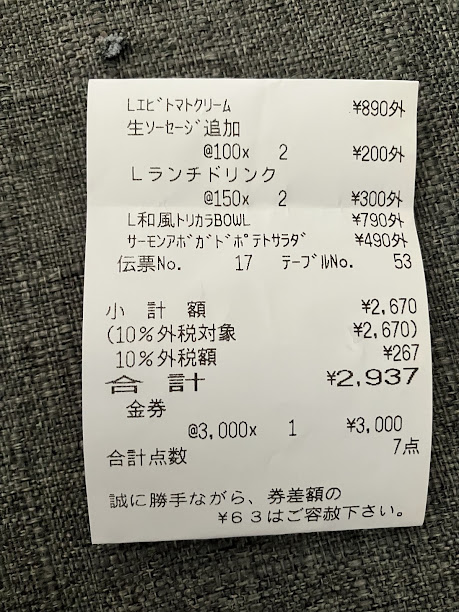 Lエビトマトクリーム ¥890外
生ソーセージ追加
@100x 2 ¥200外
Lランチドリンク
@150x 2 ¥300外
L和風トリカラBOWL ¥790外
サーモンアボガドポテトサラダ ¥490外
伝票No. 17 テーブルNo. 53
小計額 ¥2,670
(10%外税対象 ¥2,670)
10%外税額 ¥267
合計 ¥2,937
金券
@3,000x 1 ¥3,000
合計点数 7点
誠に勝手ながら、券差額の
¥63はご容赦下さい。